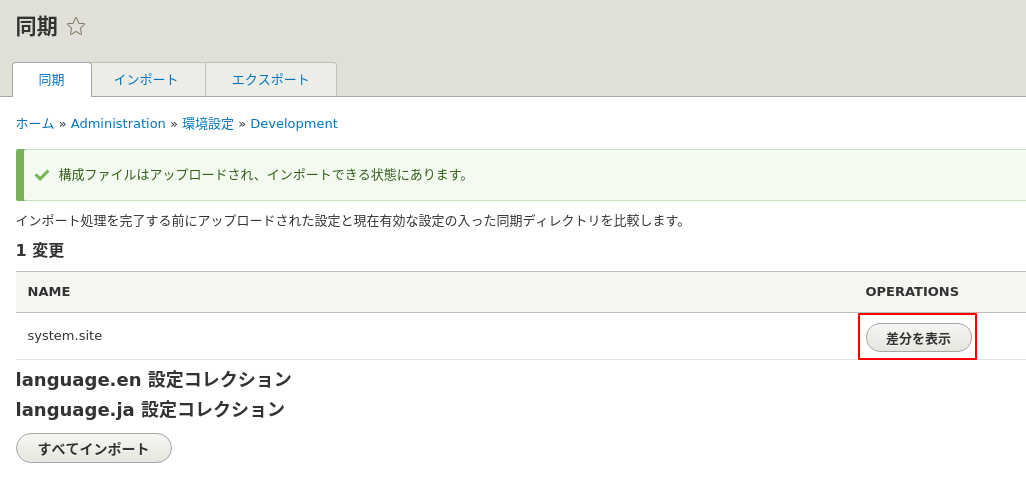 同期
同期 インポート エクスポート
ホーム » Administration » 環境設定 » Development
構成ファイルはアップロードされ、インポートできる状態にあります。
インポート処理を完了する前にアップロードされた設定と現在有効な設定の入った同期ディレクトリを比較します。
1 変更
NAME OPERATIONS
system.site 差分を表示
language.en 設定コレクション
language.ja 設定コレクション
すべてインポート